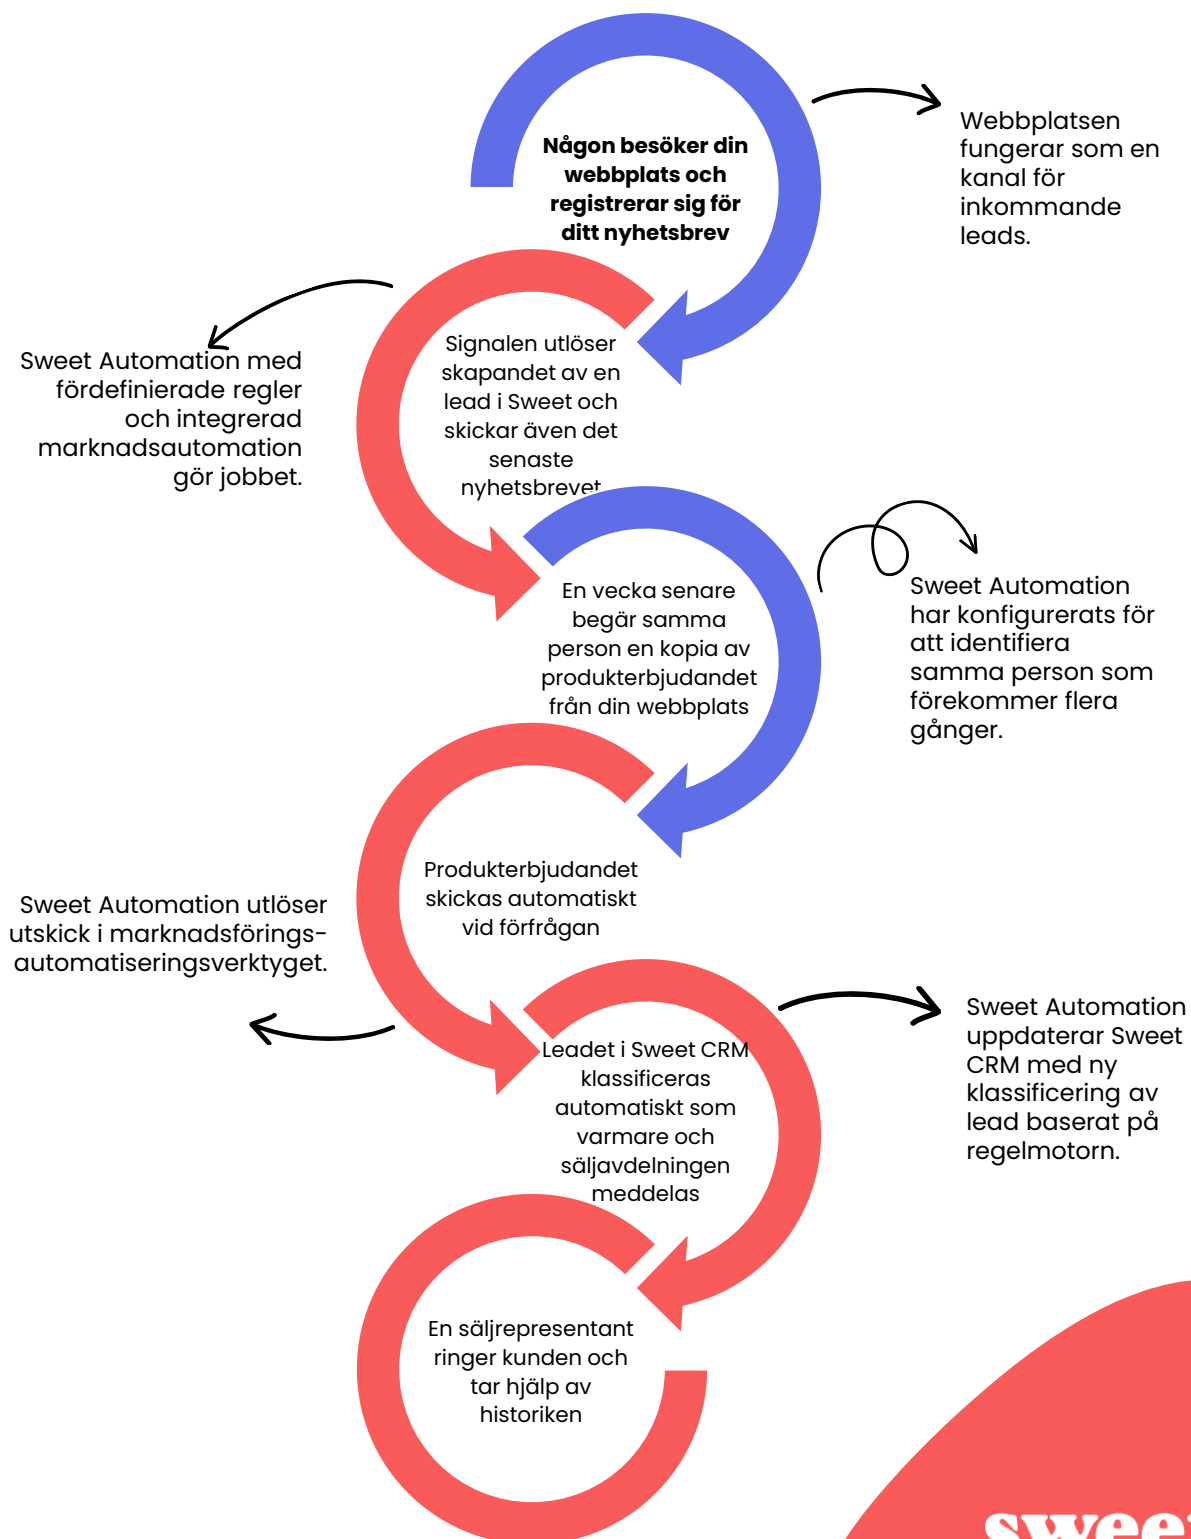 Någon besöker din
webbplats och
registrerar sig för
ditt nyhetsbrev
Webbplatsen
fungerar som en
kanal för
inkommande
leads.
Signalen utlöser
skapandet av en
lead i Sweet och
skickar även det
senaste
nyhetsbrevet
Sweet Automation med
fördefinierade regler
och integrerad
marknadsautomation
gör jobbet.
En vecka senare
begär samma
person en kopia av
produkterbjudandet
från din webbplats
Sweet Automation
har konfigurerats för
att identifiera
samma person som
förekommer flera
gånger.
Produkterbjudandet
skickas automatiskt
vid förfrågan
Sweet Automation utlöser
utskick i marknadsförings-
automatiseringsverktyget.
Leadet i Sweet CRM
klassificeras
automatiskt som
varmare och
säljavdelningen
meddelas
Sweet Automation
uppdaterar Sweet
CRM med ny
klassificering av
lead baserat på
regelmotorn.
En säljrepresentant
ringer kunden och
tar hjälp av
historiken
sweet